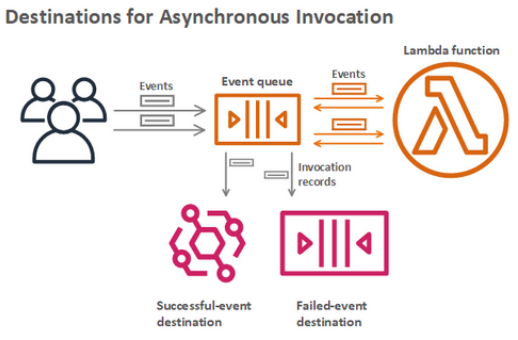 Destinations for Asynchronous Invocation
Lambda function
Events
Event queue
Events
Invocation
records
Successful-event
destination
Failed-event
destination